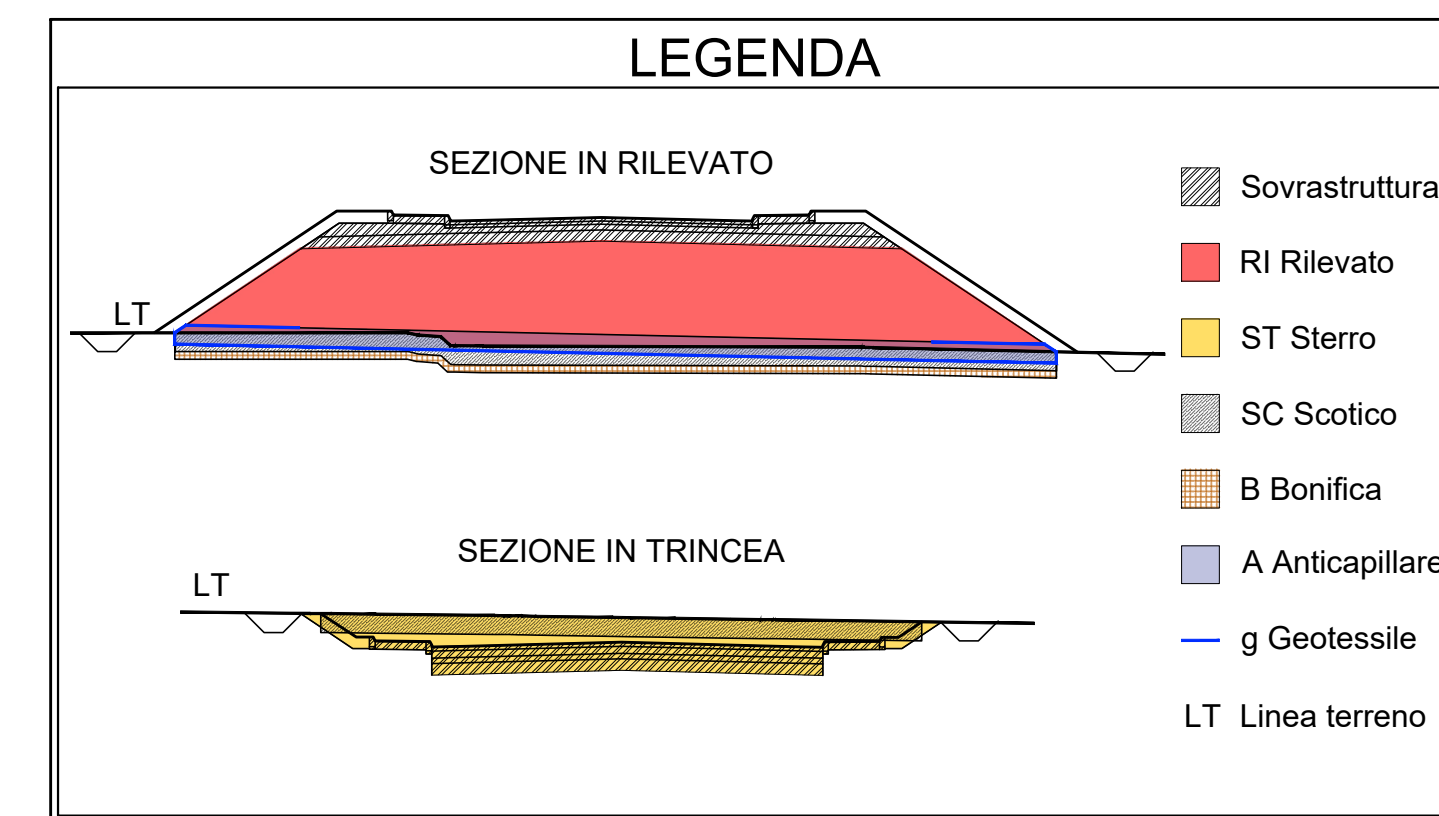 LEGENDA
SEZIONE IN RILEVATO
LT
SEZIONE IN TRINCEA
LT
Sovrastruttura
RI Rilevato
ST Sterro
SC Scotico
B Bonifica
A Anticapillare
g Geotessile
LT Linea terreno